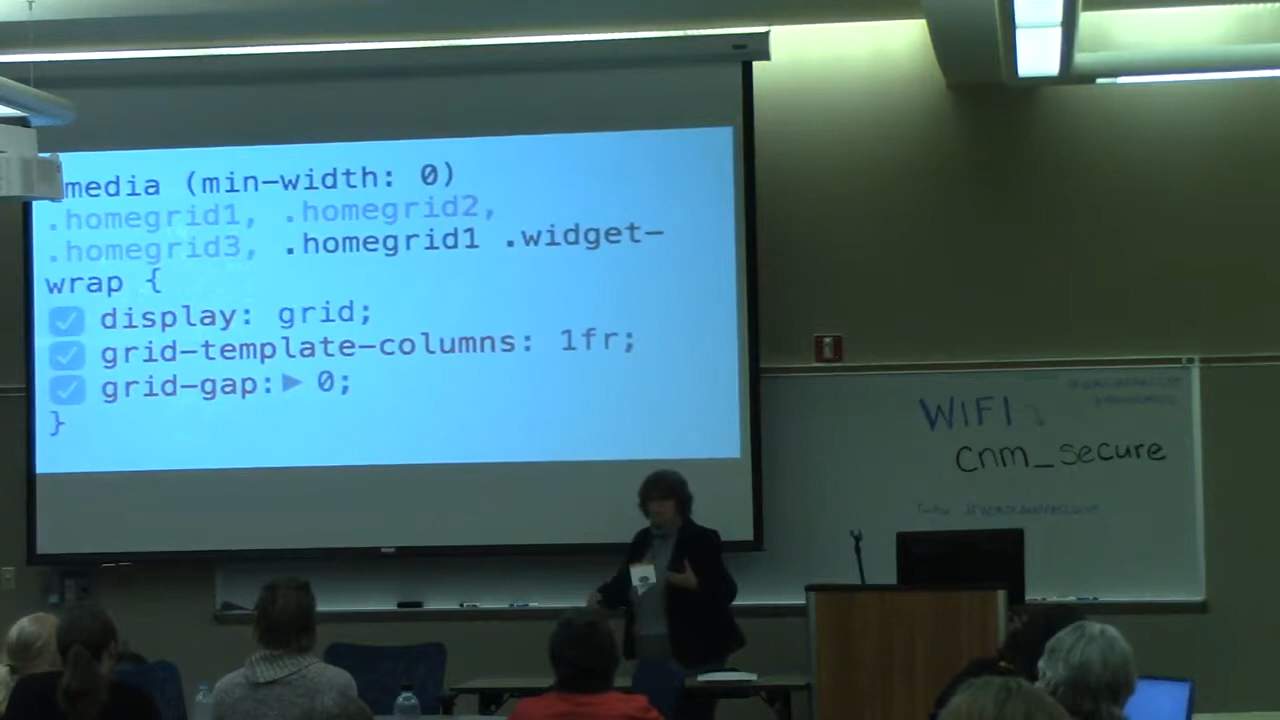 media (min-width: 0)
.homegrid1, .homegrid2,
.homegrid3, .homegrid1 .widget-
wrap {
display: grid;
grid-template-columns: 1fr;
grid-gap:▶ 0;
}
WIFI
cnm_secure